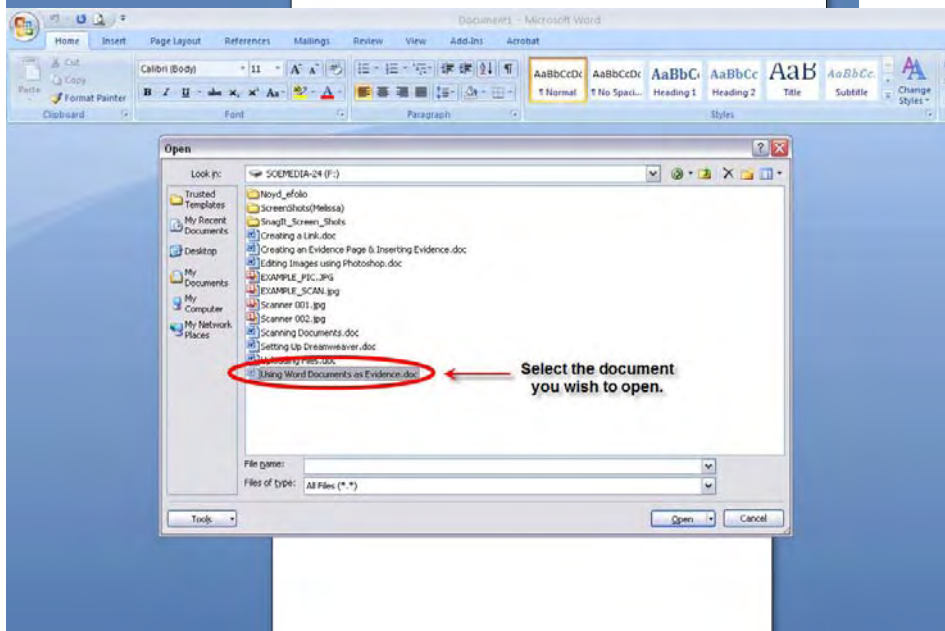 Document1 - Microsoft Word
Home Insert Page Layout References Mailings Review View Add-Ins Acrobat
Cut
Copy
Paste
Format Painter
Calibri (Body) 11
B I U abe x, x² Aa
AaBbCcDc AaBbCcDc AaBbC AaBbCc AaB AaBbCc.
¶ Normal ¶ No Spaci... Heading 1 Heading 2 Title Subtitle
Change
Styles
Clipboard Font Paragraph Styles
Open
Look in: SOEMEDIA-24 (F:)
Trusted
Templates
My Recent
Documents
Desktop
My
Documents
My
Computer
My Network
Places
Noyd_efolio
ScreenShots(Melissa)
SnagIt_Screen_Shots
Creating a Link.doc
Creating an Evidence Page & Inserting Evidence.doc
Editing Images using Photoshop.doc
EXAMPLE_PIC.JPG
EXAMPLE_SCAN.jpg
Scanner 001.jpg
Scanner 002.jpg
Scanning Documents.doc
Setting Up Dreamweaver.doc
Uploading Files.doc
Using Word Documents as Evidence.doc
Select the document
you wish to open.
File name:
Files of type: All Files (*.*)
Tools Open Cancel